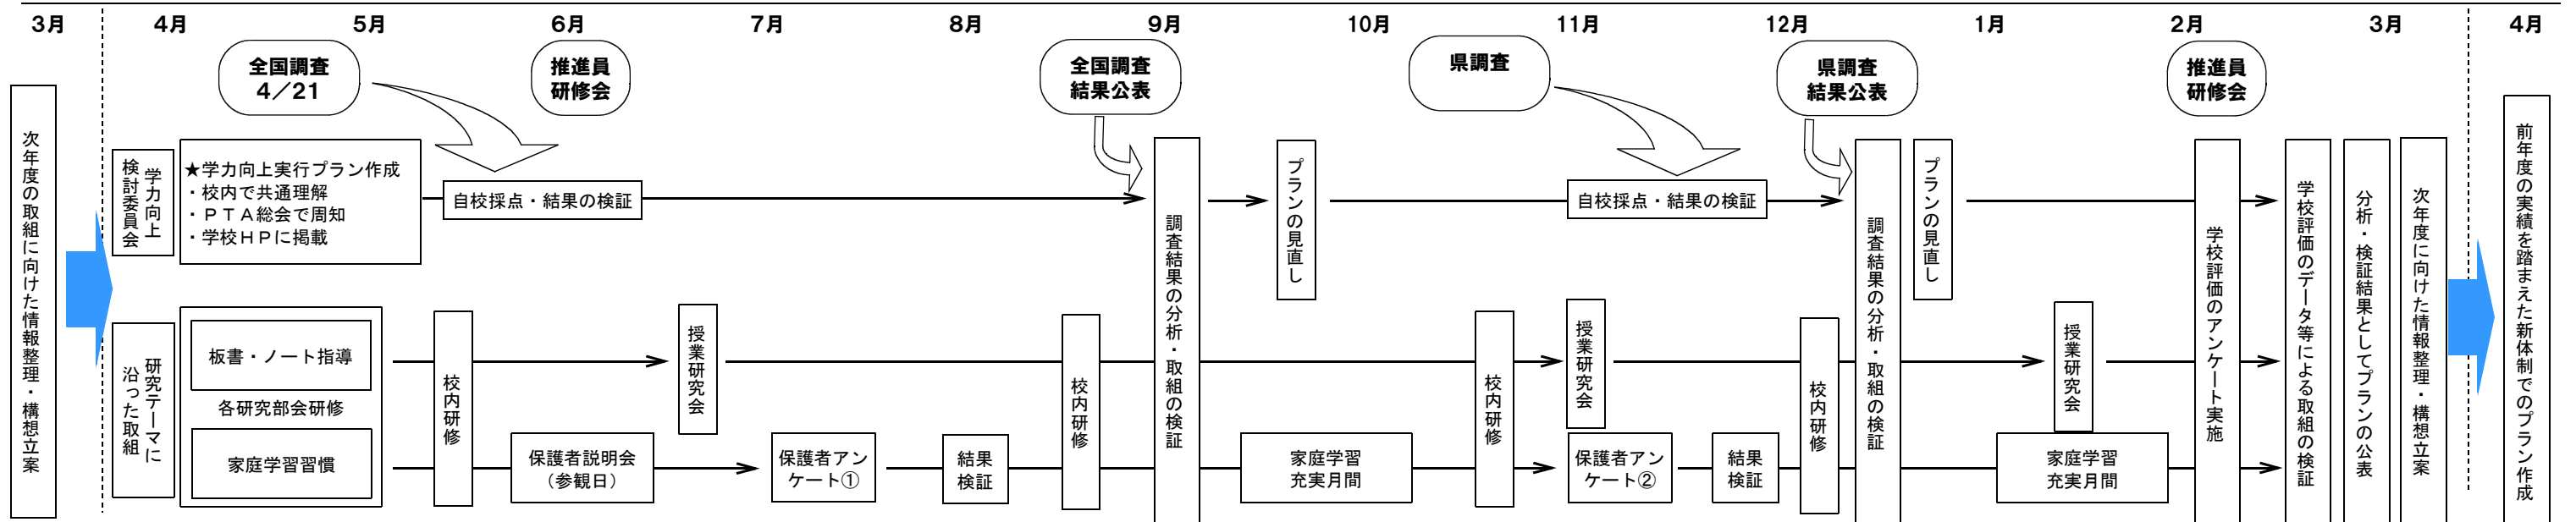 3月
4月
5月
6月
7月
8月
9月
10月
11月
12月
1月
2月
3月
4月
全国調査
4／21
推進員
研修会
全国調査
結果公表
県調査
県調査
結果公表
推進員
研修会
次年度の取組に向けた情報整理・構想立案
学力向上
検討委員会
★学力向上実行プラン作成
・校内で共通理解
・ＰＴＡ総会で周知
・学校ＨＰに掲載
自校採点・結果の検証
調査結果の分析・取組の検証
プランの見直し
自校採点・結果の検証
調査結果の分析・取組の検証
プランの見直し
学校評価のアンケート実施
学校評価のデータ等による取組の検証
分析・検証結果としてプランの公表
次年度に向けた情報整理・構想立案
前年度の実績を踏まえた新体制でのプラン作成
研究テーマに
沿った取組
板書・ノート指導
各研究部会研修
家庭学習習慣
校内研修
保護者説明会
（参観日）
授業研究会
保護者アン
ケート①
結果
検証
校内研修
家庭学習
充実月間
校内研修
授業研究会
保護者アン
ケート②
結果
検証
校内研修
授業研究会
家庭学習
充実月間